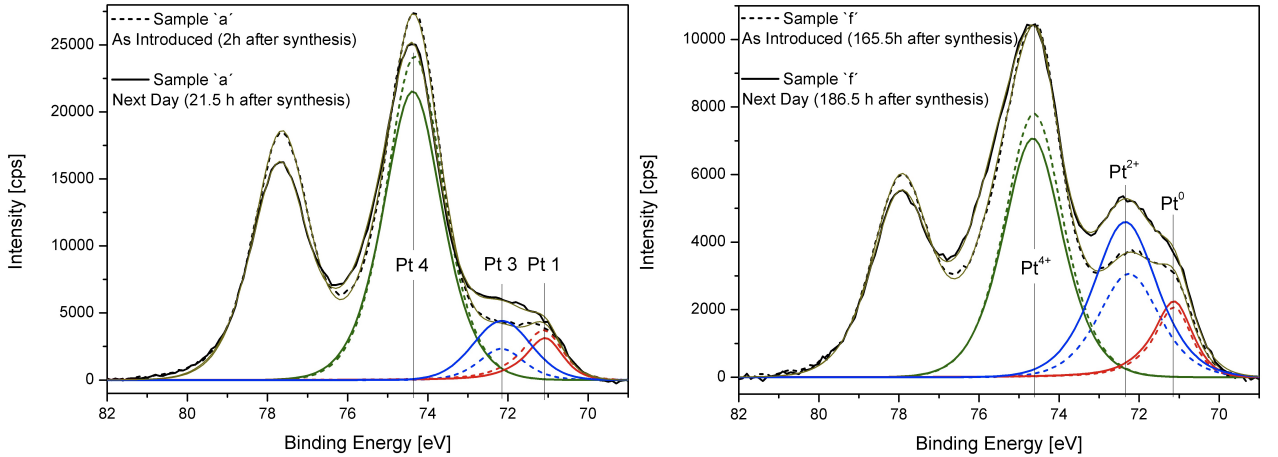 Sample `a´
As Introduced (2h after synthesis)
Sample `a´
Next Day (21.5 h after synthesis)
Pt 4
Pt 3
Pt 1
25000
20000
15000
10000
5000
0
82
80
78
76
74
72
70
Intensity [cps]
Binding Energy [eV]
Sample `f´
As Introduced (165.5h after synthesis)
Sample `f´
Next Day (186.5 h after synthesis)
Pt2+
Pt0
Pt4+
10000
8000
6000
4000
2000
0
82
80
78
76
74
72
70
Intensity [cps]
Binding Energy [eV]